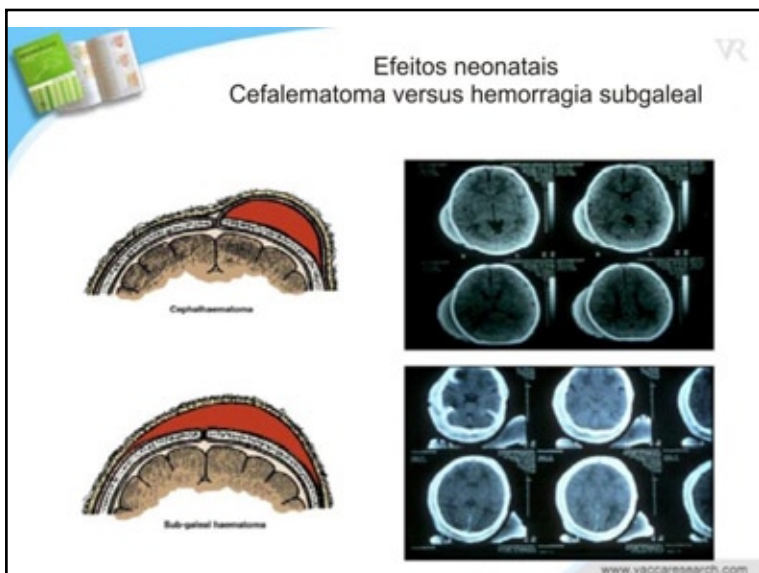 VR
Efeitos neonatais
Cefalematoma versus hemorragia subgaleal
Cephalhaematoma
Sub-galeal haematoma
www.vaccaresearch.com